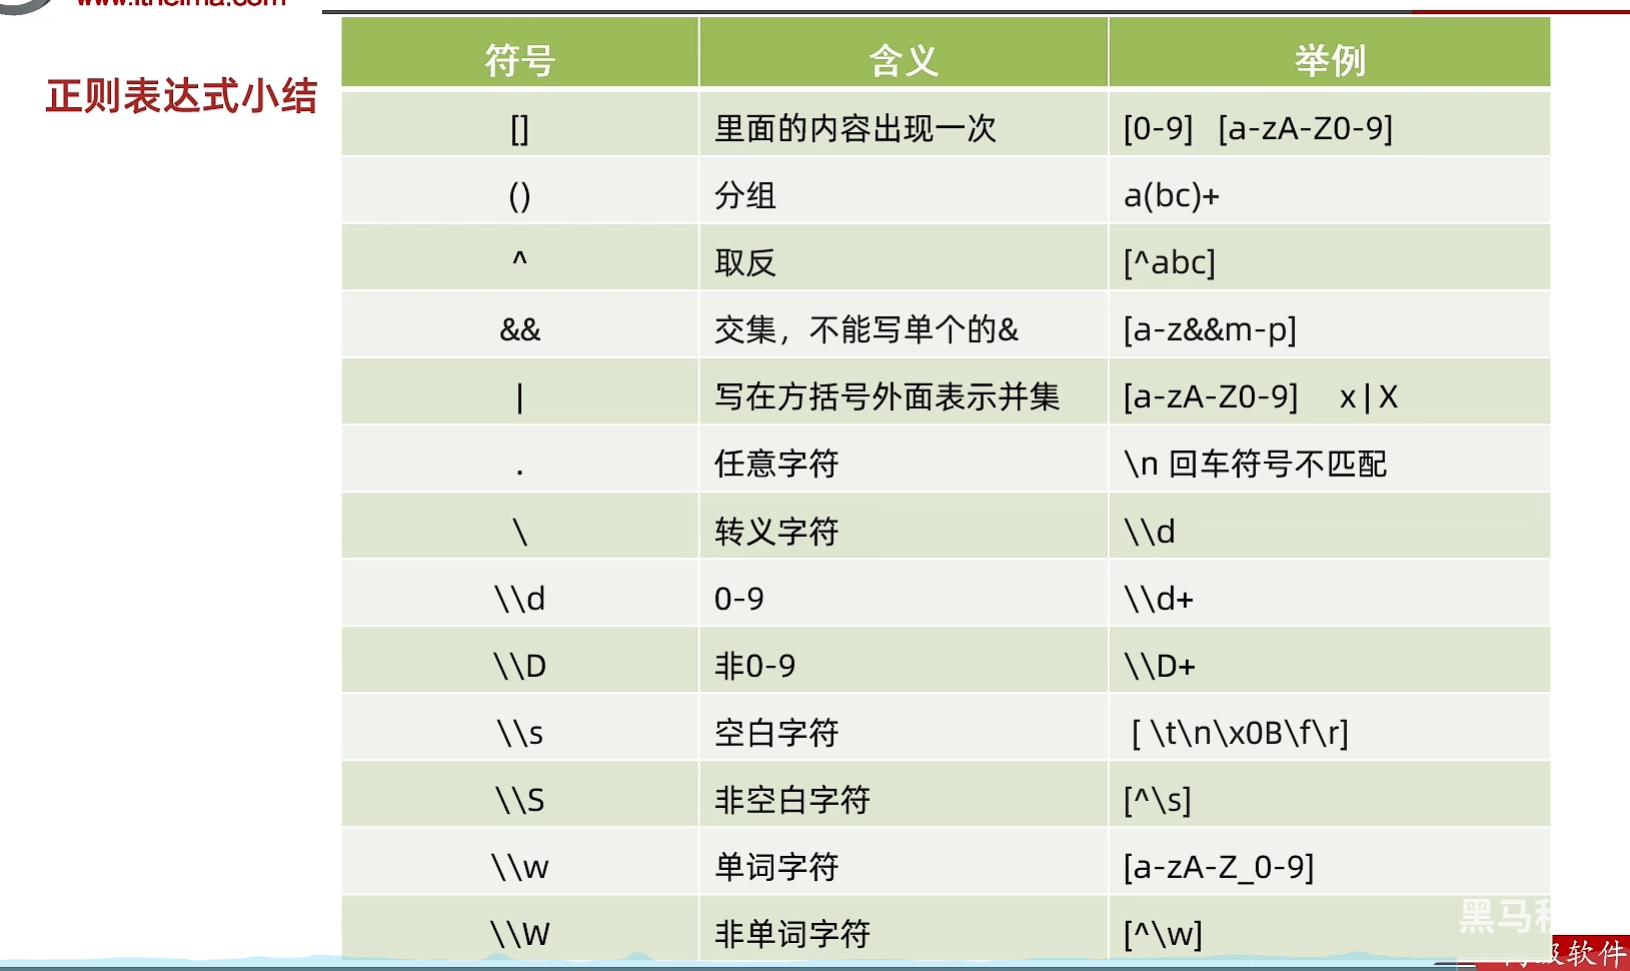 www.itheima.com
正则表达式小结
符号 含义 举例
[] 里面的内容出现一次 [0-9] [a-zA-Z0-9]
() 分组 a(bc)+
^ 取反 [^abc]
&& 交集，不能写单个的& [a-z&&m-p]
| 写在方括号外面表示并集 [a-zA-Z0-9] x|X
. 任意字符 \n 回车符号不匹配
\ 转义字符 \\d
\\d 0-9 \\d+
\\D 非0-9 \\D+
\\s 空白字符 [ \t\n\x0B\f\r]
\\S 非空白字符 [^\s]
\\w 单词字符 [a-zA-Z_0-9]
\\W 非单词字符 [^\w]
黑马
级软件